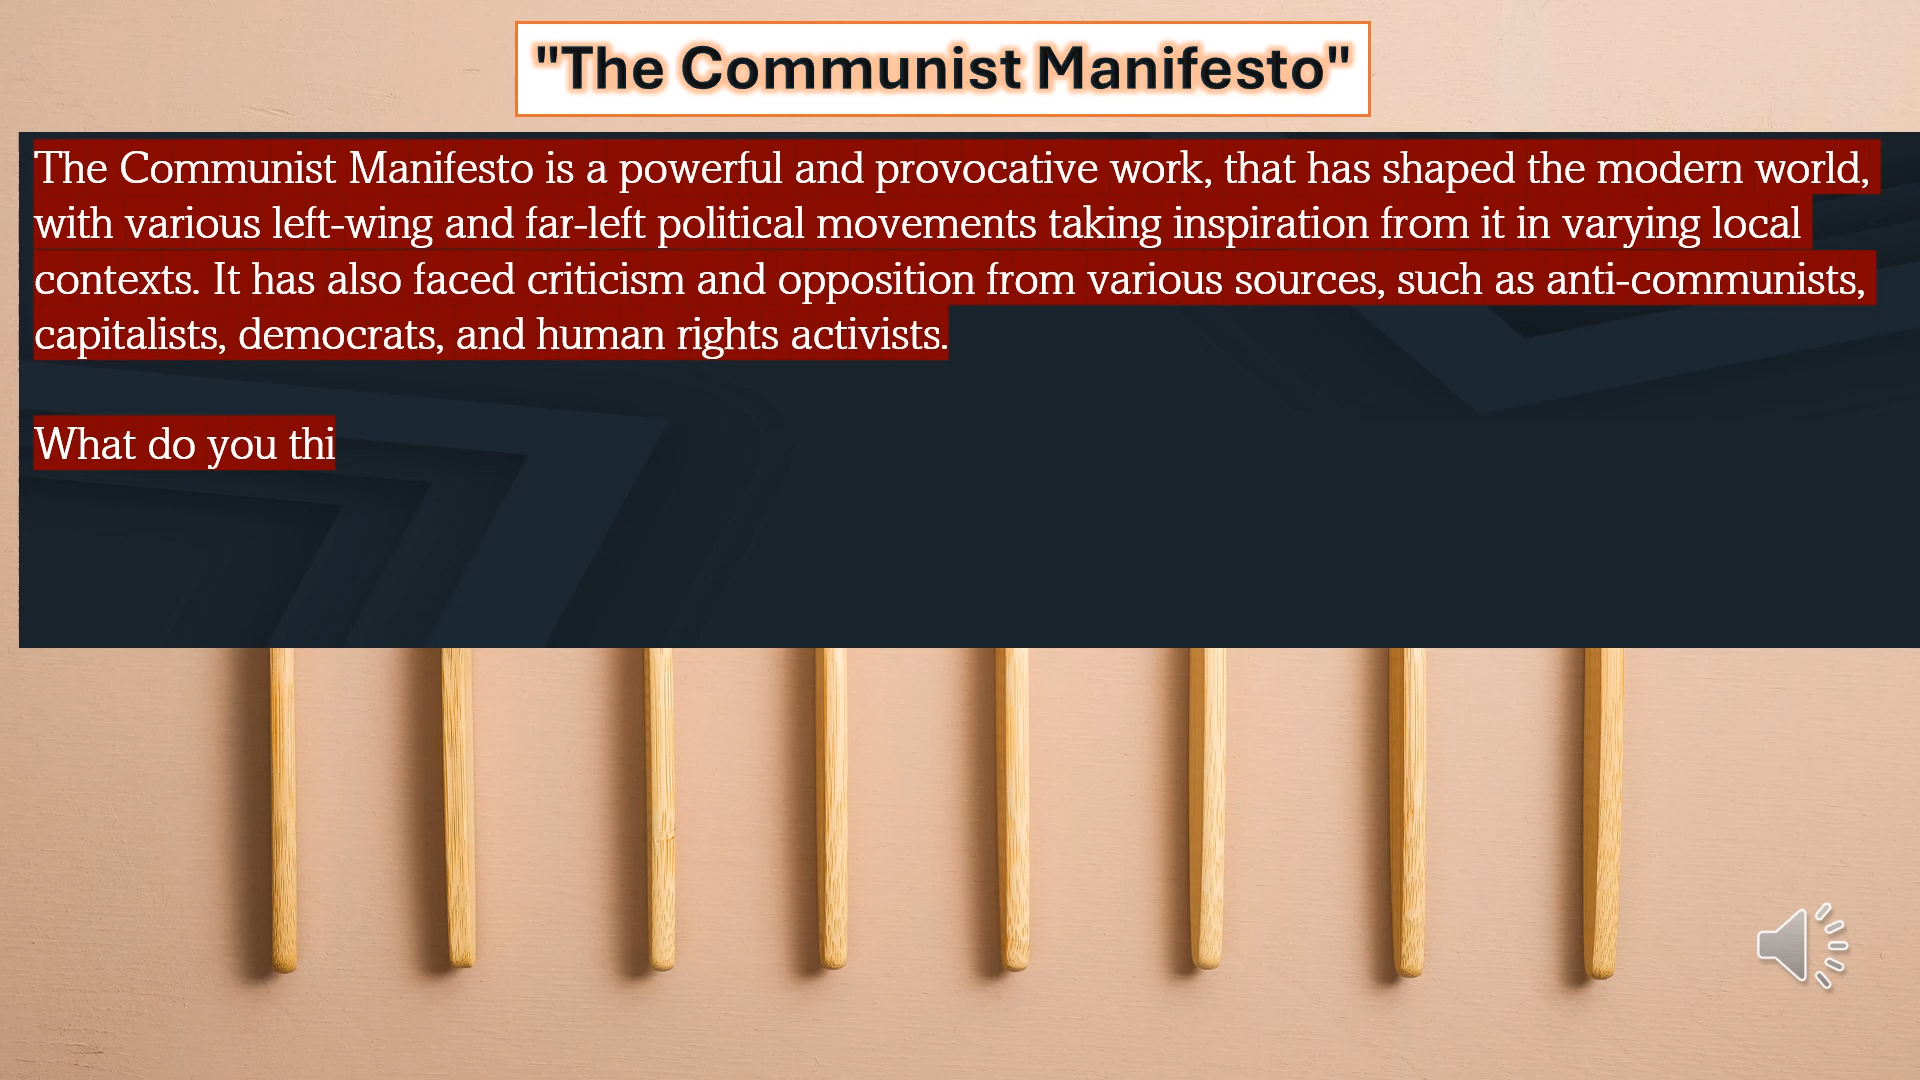 "The Communist Manifesto"
The Communist Manifesto is a powerful and provocative work, that has shaped the modern world,
with various left-wing and far-left political movements taking inspiration from it in varying local
contexts. It has also faced criticism and opposition from various sources, such as anti-communists,
capitalists, democrats, and human rights activists.
What do you thi